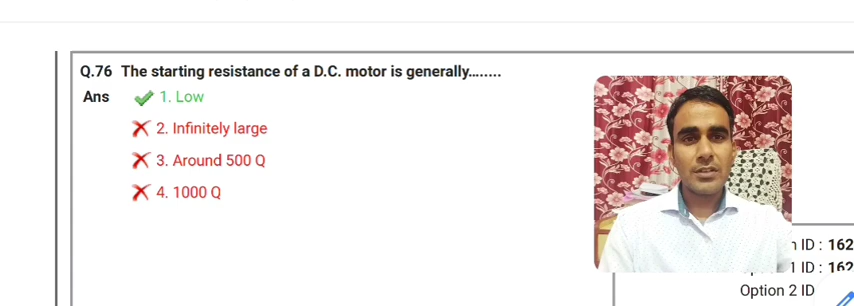 Q.76 The starting resistance of a D.C. motor is generally........
Ans 1. Low
2. Infinitely large
3. Around 500 Q
4. 1000 Q
ID : 162
1 ID : 162
Option 2 ID